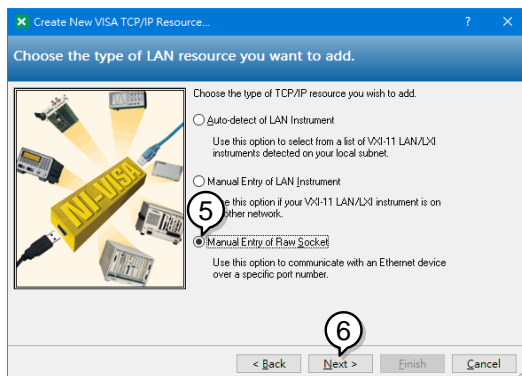 Create New VISA TCP/IP Resource...
Choose the type of LAN resource you want to add.
NI-VISA
Choose the type of TCP/IP resource you wish to add.
Auto-detect of LAN Instrument
Use this option to select from a list of VXI-11 LAN/LXI
instruments detected on your local subnet.
Manual Entry of LAN Instrument
this option if your VXI-11 LAN/LXI instrument is on
network.
5
Manual Entry of Raw Socket
Use this option to communicate with an Ethernet device
over a specific port number.
6
< Back Next > Finish Cancel